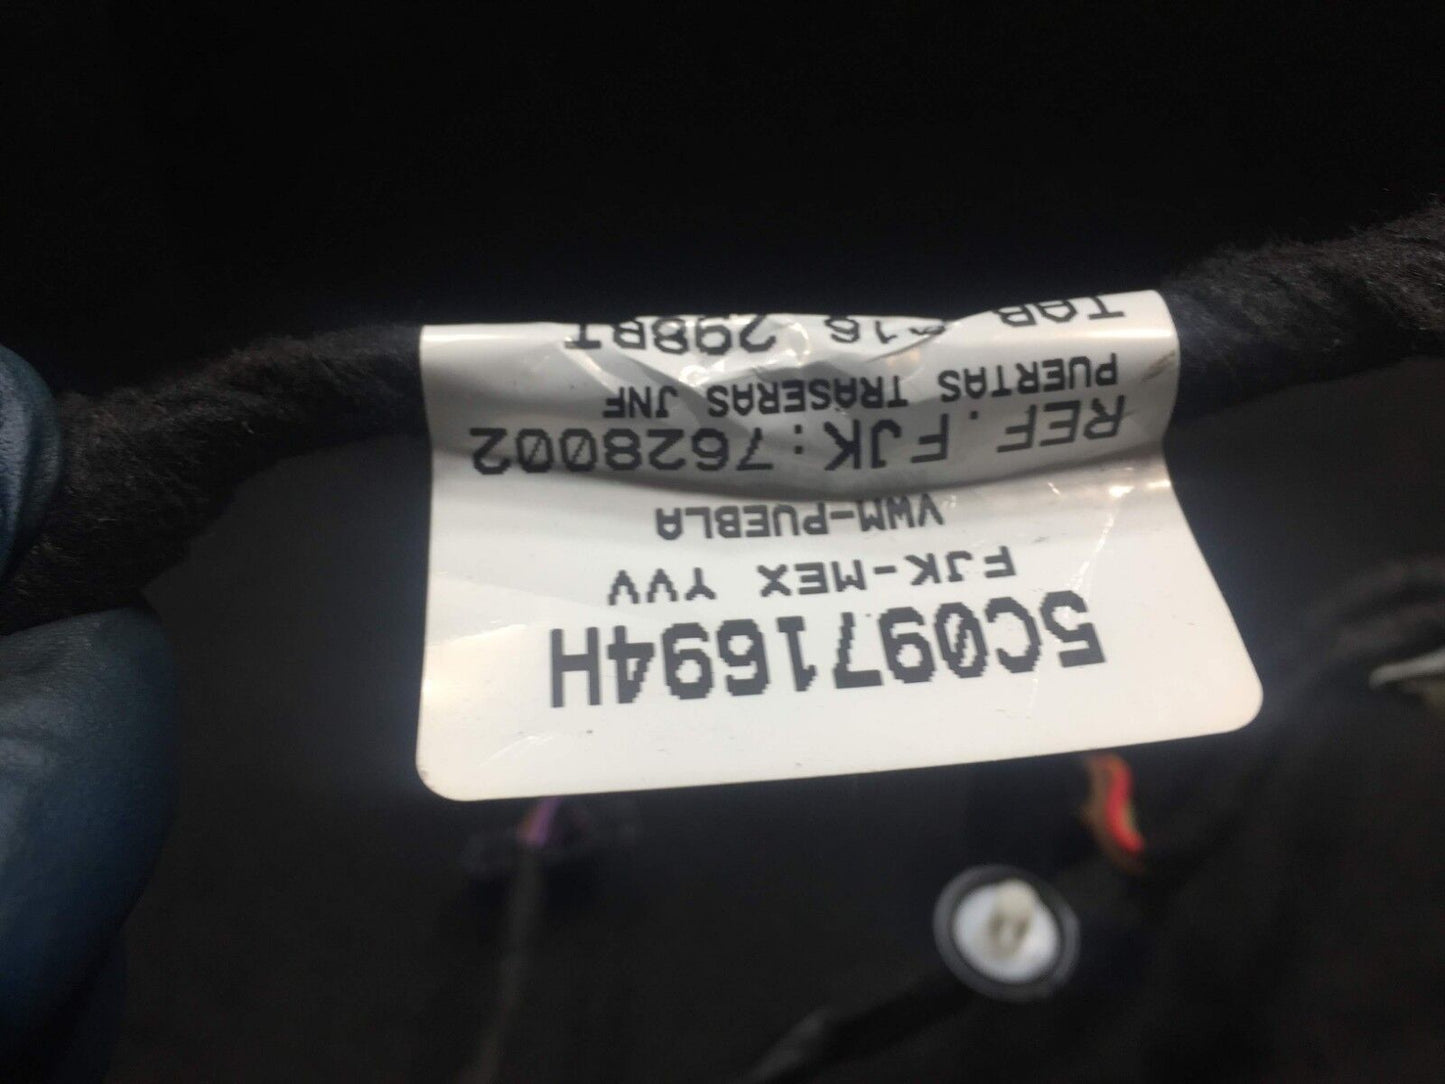 5C0971694H
FJK-MEX YVV
VWM-PUEBLA
REF.FJK:7628002
PUERTAS TRASERAS JNF